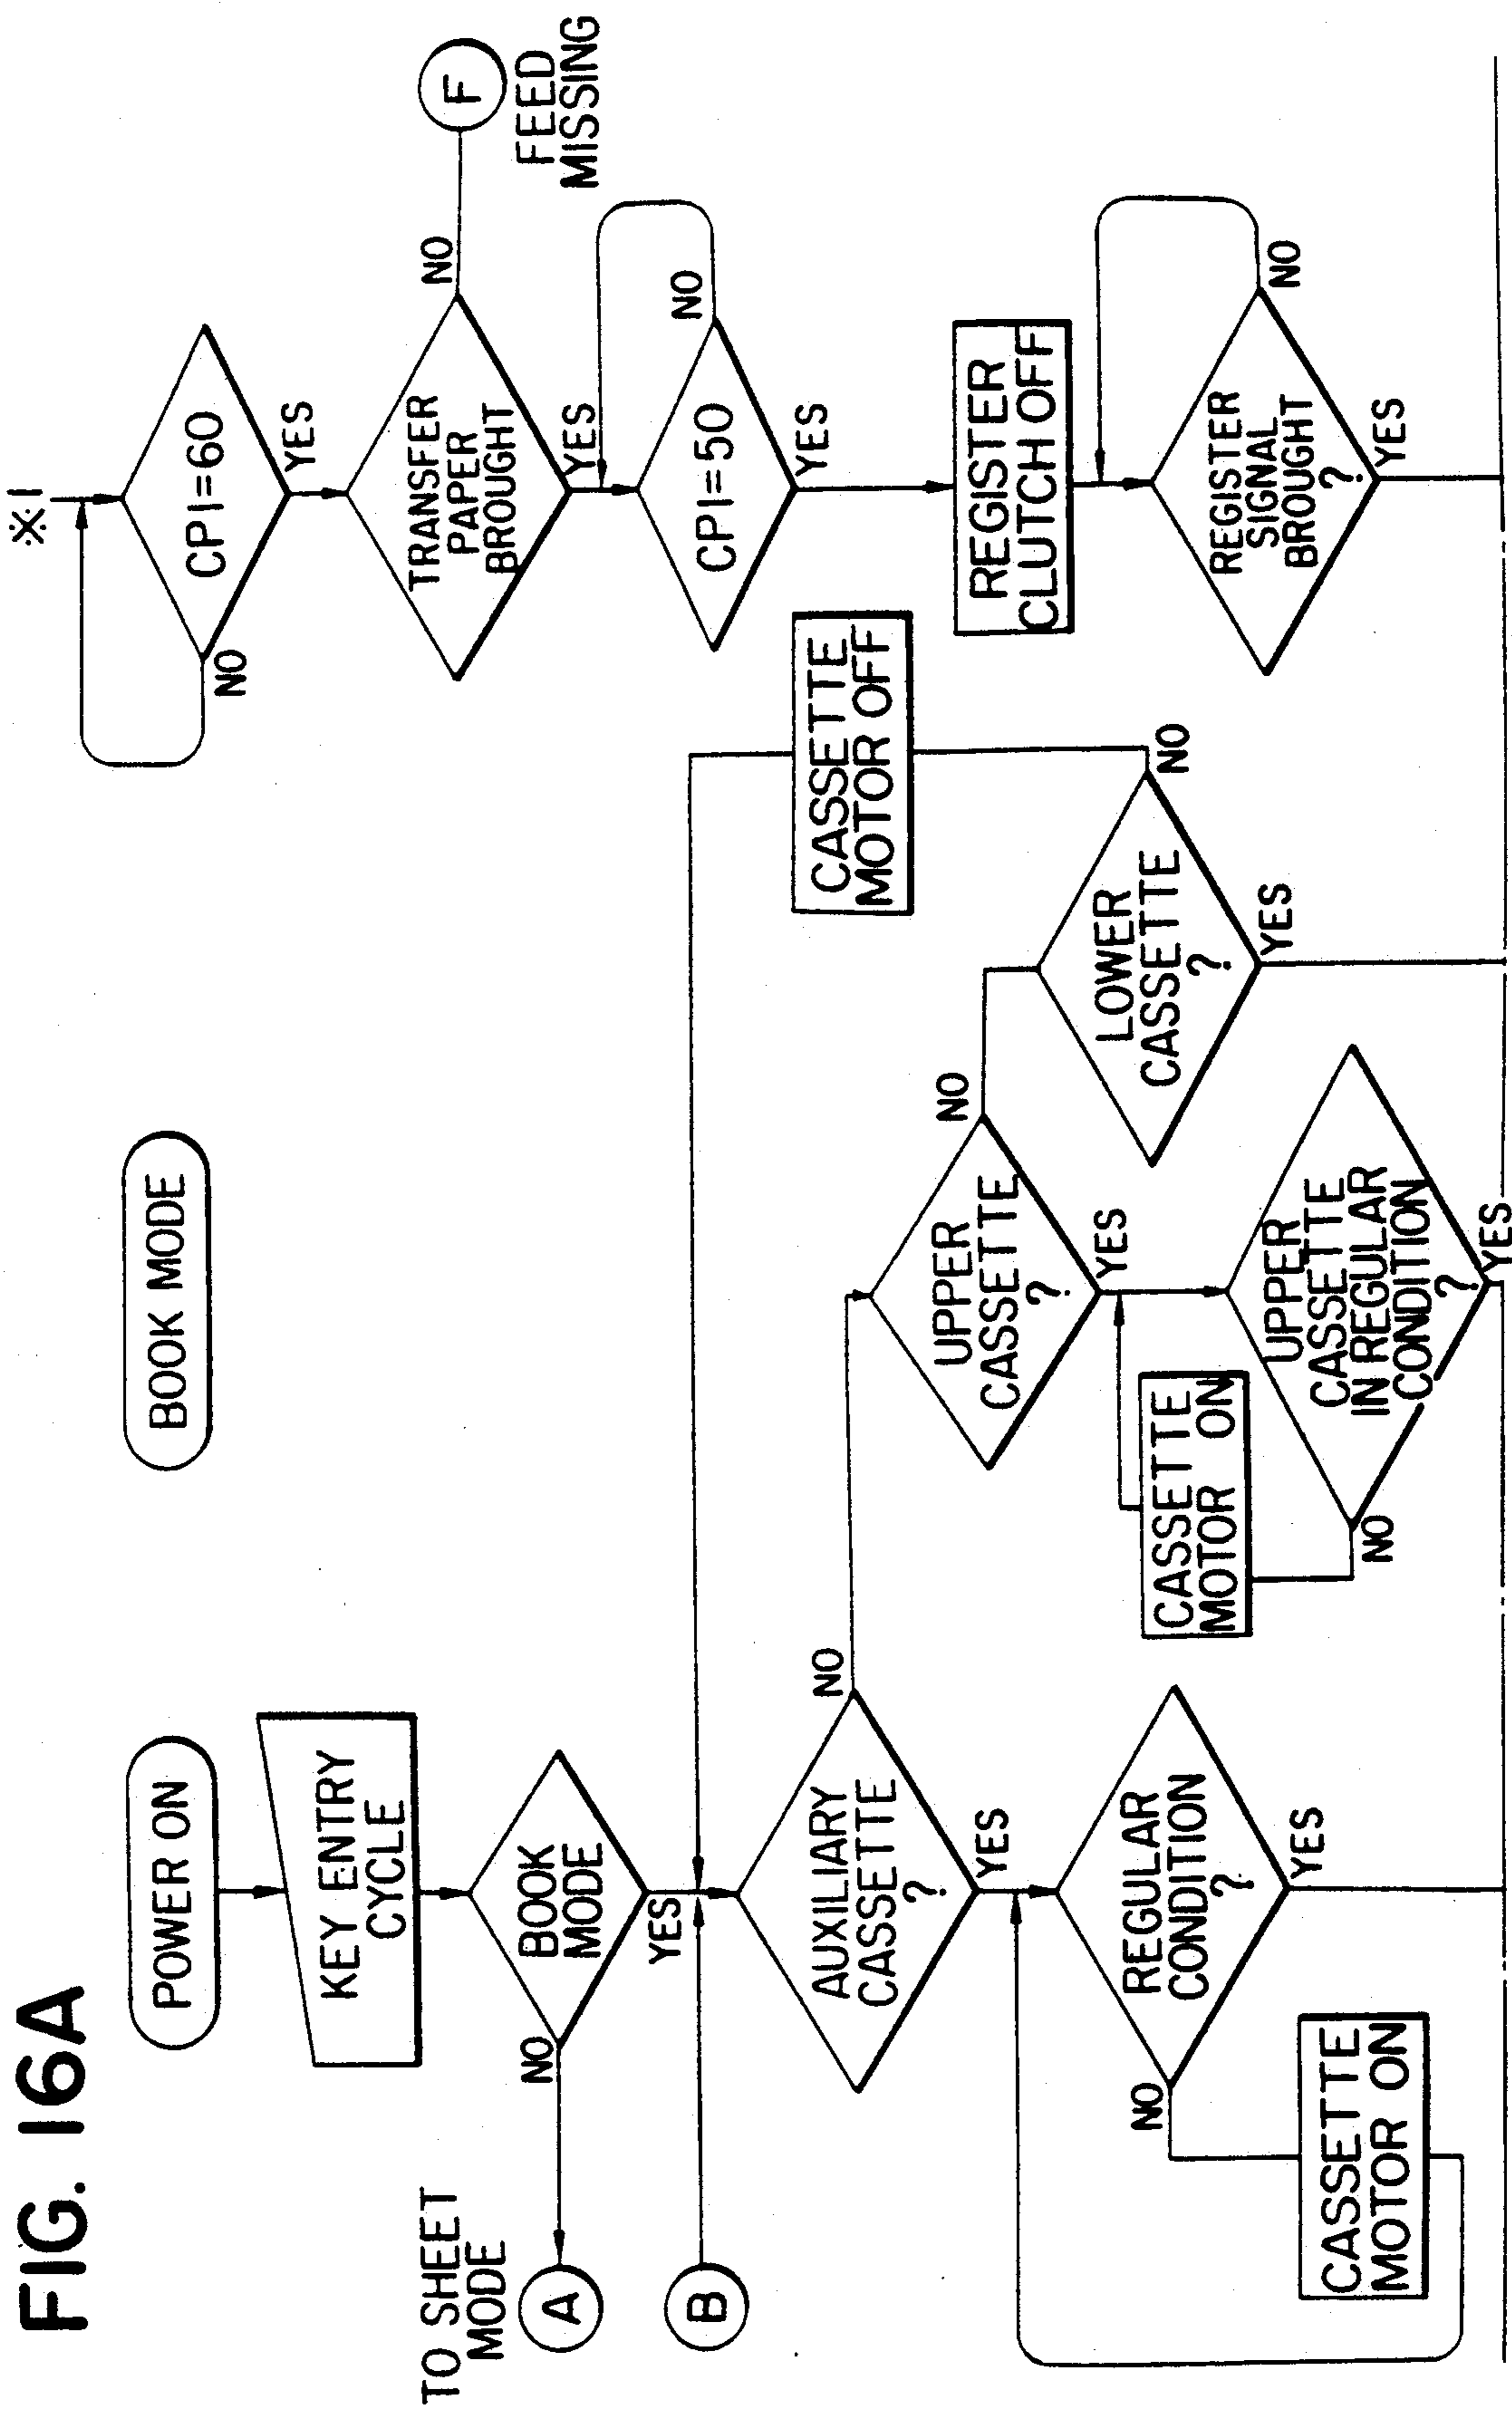 FIG. 16A
POWER ON
KEY ENTRY
CYCLE
BOOK
MODE
NO
YES
TO SHEET
MODE
A
B
AUXILIARY
CASSETTE
?
NO
YES
REGULAR
CONDITION
?
NO
YES
CASSETTE
MOTOR ON
BOOK MODE
UPPER
CASSETTE
?
NO
YES
CASSETTE
MOTOR ON
UPPER
CASSETTE
IN REGULAR
CONDITION
?
NO
YES
LOWER
CASSETTE
?
NO
YES
CASSETTE
MOTOR OFF
※1
CPI=60
NO
YES
TRANSFER
PAPER
BROUGHT
NO
YES
F
FEED
MISSING
CPI=50
NO
YES
REGISTER
CLUTCH OFF
REGISTER
SIGNAL
BROUGHT
?
NO
YES